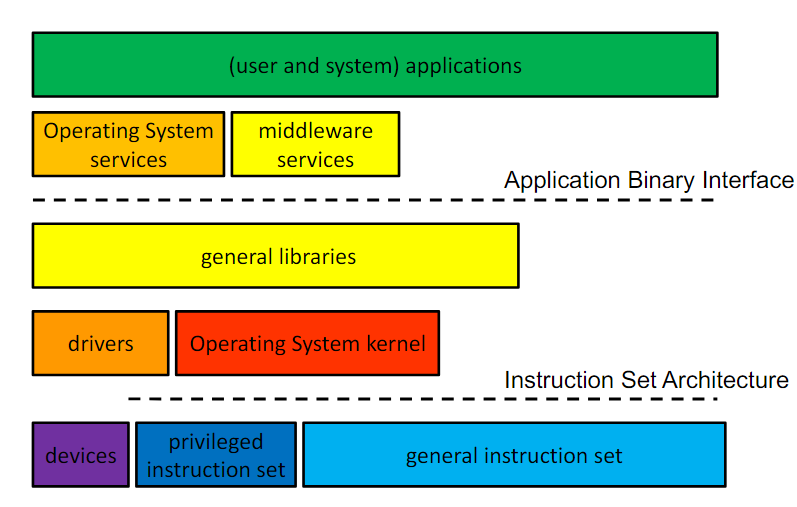 (user and system) applications
Operating System
services
middleware
services
Application Binary Interface
general libraries
drivers
Operating System kernel
Instruction Set Architecture
devices
privileged
instruction set
general instruction set